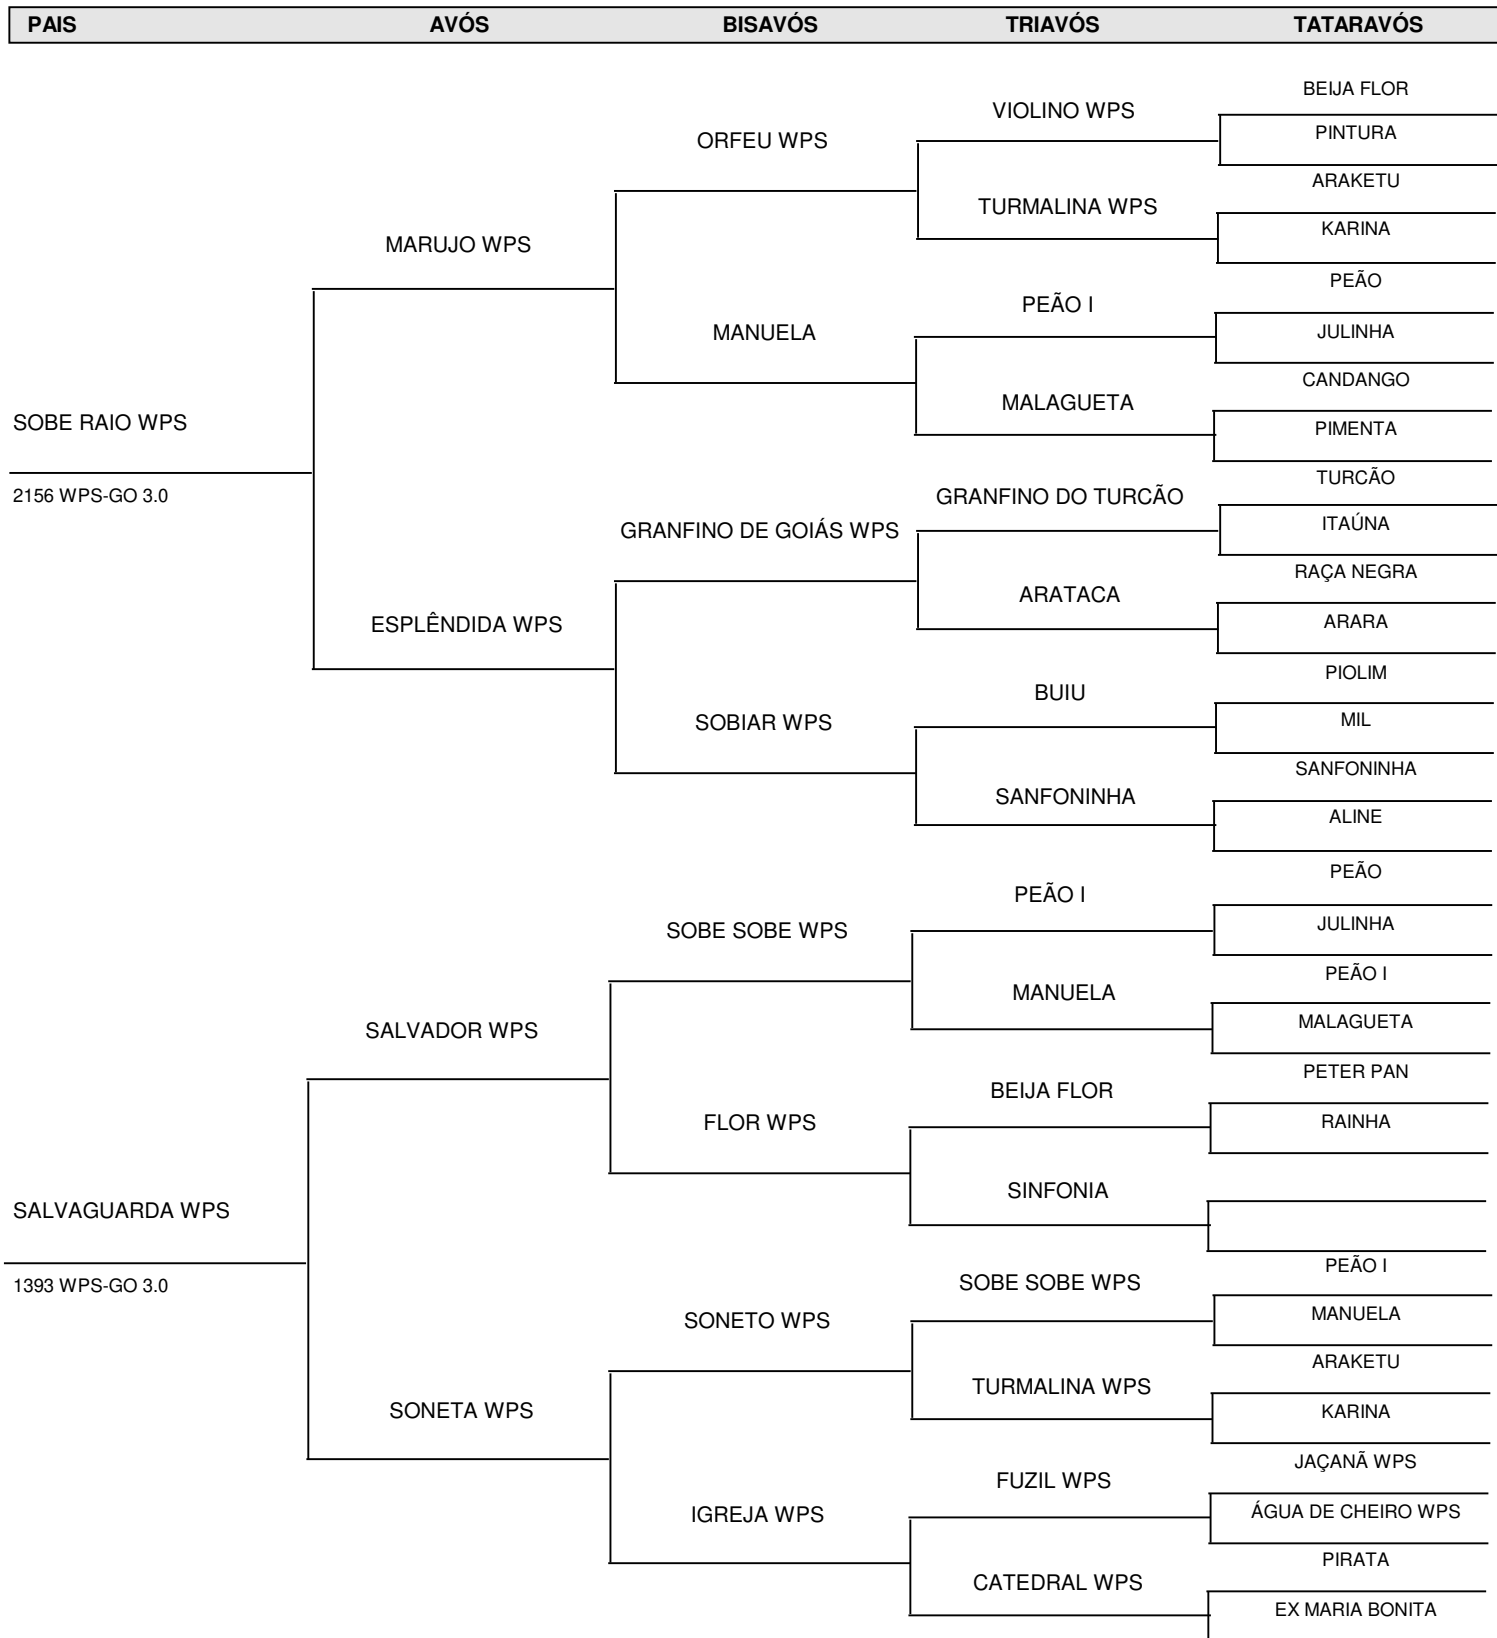 PAIS AVÓS BISAVÓS TRIAVÓS TATARAVÓS
BEIJA FLOR
VIOLINO WPS
PINTURA
ORFEU WPS
ARAKETU
TURMALINA WPS
KARINA
MARUJO WPS
PEÃO
PEÃO I
JULINHA
MANUELA
CANDANGO
MALAGUETA
SOBE RAIO WPS
PIMENTA
TURCÃO
2156 WPS-GO 3.0
GRANFINO DO TURCÃO
ITAÚNA
GRANFINO DE GOIÁS WPS
RAÇA NEGRA
ARATACA
ARARA
ESPLÊNDIDA WPS
PIOLIM
BUIU
MIL
SOBIAR WPS
SANFONINHA
SANFONINHA
ALINE
PEÃO
PEÃO I
JULINHA
SOBE SOBE WPS
PEÃO I
MANUELA
MALAGUETA
SALVADOR WPS
PETER PAN
BEIJA FLOR
RAINHA
FLOR WPS
SINFONIA
SALVAGUARDA WPS
PEÃO I
1393 WPS-GO 3.0
SOBE SOBE WPS
MANUELA
SONETO WPS
ARAKETU
TURMALINA WPS
KARINA
SONETA WPS
JAÇANÃ WPS
FUZIL WPS
ÁGUA DE CHEIRO WPS
IGREJA WPS
PIRATA
CATEDRAL WPS
EX MARIA BONITA